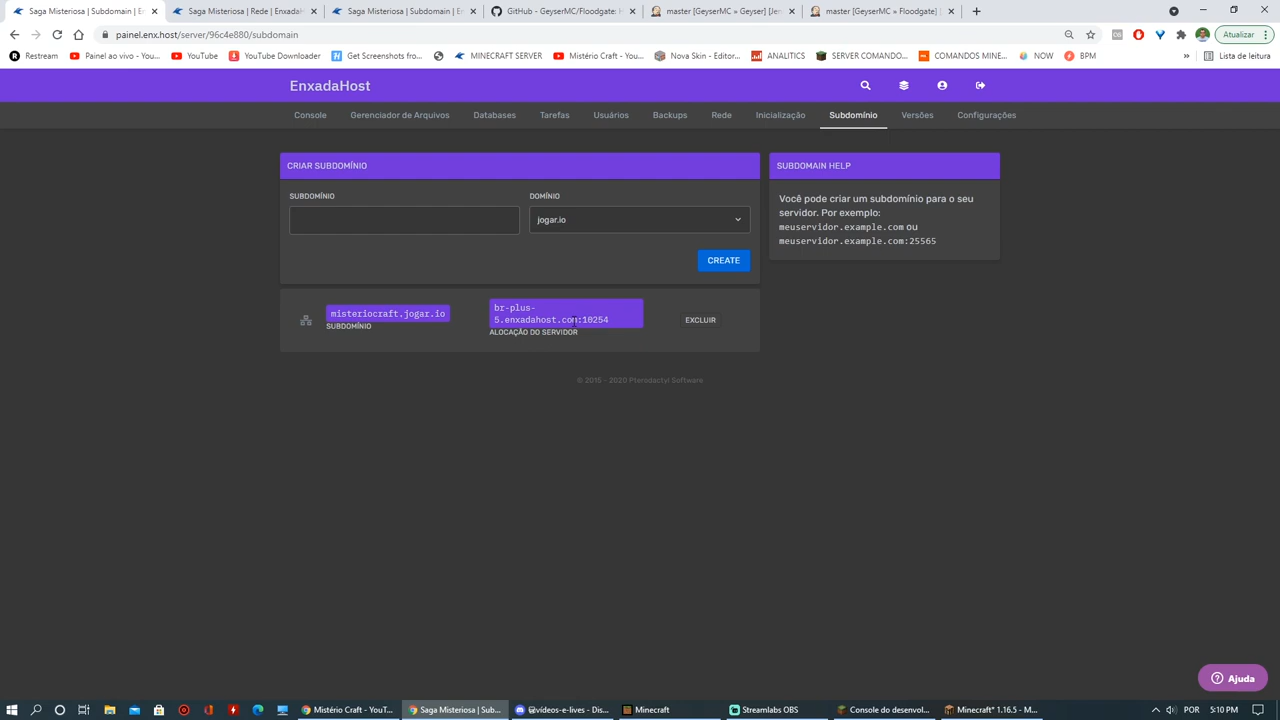 Saga Misteriosa | Subdomain | En
Saga Misteriosa | Rede | EnxadaH
Saga Misteriosa | Subdomain | En
GitHub - GeyserMC/Floodgate: H
master [GeyserMC » Geyser] [Jen
master [GeyserMC » Floodgate] [
painel.enx.host/server/96c4e880/subdomain
Atualizar
Restream
Painel ao vivo - You...
YouTube
YouTube Downloader
Get Screenshots fro...
MINECRAFT SERVER
Mistério Craft - You...
Nova Skin - Editor...
ANALITICS
SERVER COMANDO...
COMANDOS MINE...
NOW
BPM
»
Lista de leitura
EnxadaHost
Console
Gerenciador de Arquivos
Databases
Tarefas
Usuários
Backups
Rede
Inicialização
Subdomínio
Versões
Configurações
CRIAR SUBDOMÍNIO
SUBDOMÍNIO
DOMÍNIO
jogar.io
CREATE
misteriocraft.jogar.io
SUBDOMÍNIO
br-plus-
5.enxadahost.com:10254
ALOCAÇÃO DO SERVIDOR
EXCLUIR
SUBDOMAIN HELP
Você pode criar um subdomínio para o seu
servidor. Por exemplo:
meuservidor.example.com ou
meuservidor.example.com:25565
© 2015 - 2020 Pterodactyl Software
Ajuda
Mistério Craft - YouT...
Saga Misteriosa | Sub...
videos-e-lives - Dis...
Minecraft
Streamlabs OBS
Console do desenvol...
Minecraft* 1.16.5 - M...
POR
5:10 PM